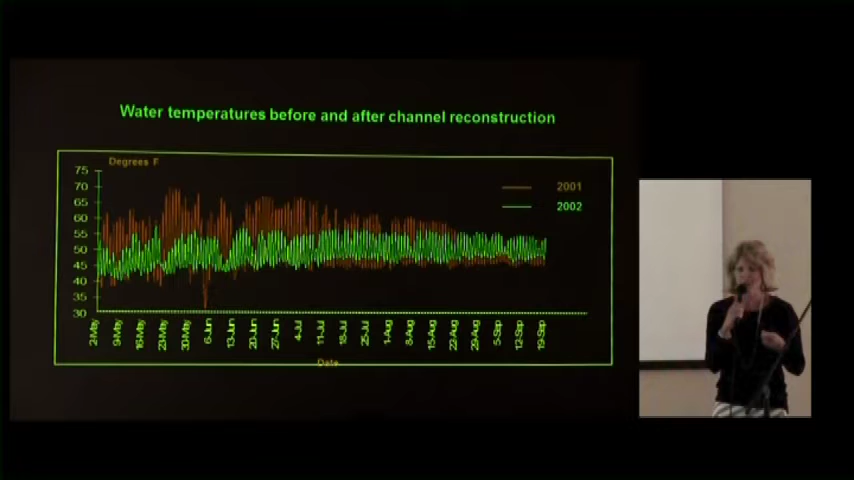 Water temperatures before and after channel reconstruction
Degrees F
75
70
65
60
55
50
45
40
35
30
2001
2002
2-May
9-May
16-May
23-May
30-May
6-Jun
13-Jun
20-Jun
27-Jun
4-Jul
11-Jul
18-Jul
25-Jul
1-Aug
8-Aug
15-Aug
22-Aug
29-Aug
5-Sep
12-Sep
19-Sep
Date